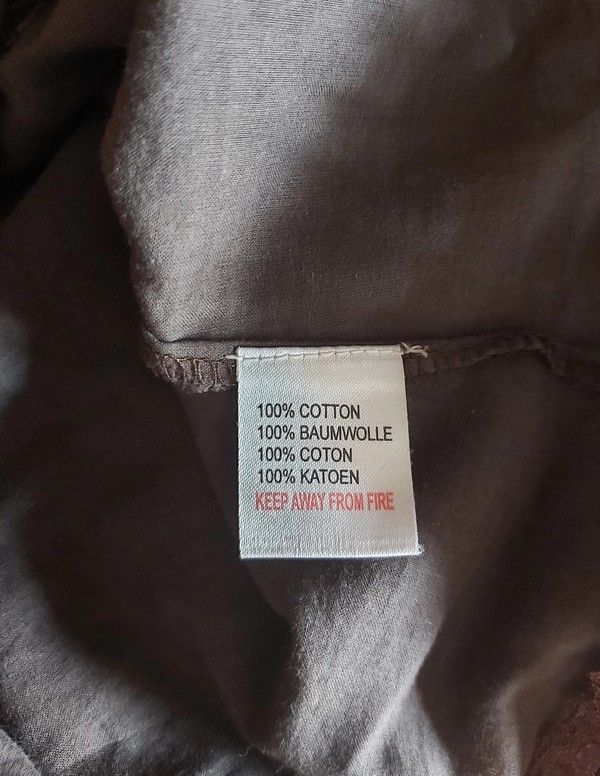 100% COTTON
100% BAUMWOLLE
100% COTON
100% KATOEN
KEEP AWAY FROM FIRE